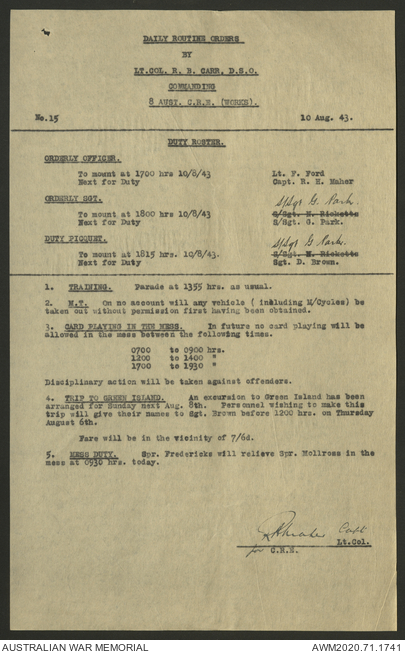 DAILY ROUTINE ORDERS
BY
LT.COL. R. B. CARR, D.S.O.
COMMANDING
8 AUST. C.R.E. (WORKS).
No.15 10 Aug. 43.
DUTY ROSTER.
ORDERLY OFFICER.
To mount at 1700 hrs 10/8/43 Lt. F. Ford
Next for Duty Capt. R. H. Maher
ORDERLY SGT. S/Sgt G. Park
To mount at 1800 hrs 10/8/43 S/Sgt. N. Ricketts
Next for Duty S/Sgt. G. Park.
DUTY PICQUET. S/Sgt G. Park.
To mount at 1815 hrs. 10/8/43. S/Sgt. N. Ricketts
Next for Duty Sgt. D. Brown.
1. TRAINING. Parade at 1355 hrs. as usual.
2. M.T. On no account will any vehicle ( including M/Cycles) be
taken out without permission first having been obtained.
3. CARD PLAYING IN THE MESS. In future no card playing will be
allowed in the mess between the following times.
0700 to 0900 hrs.
1200 to 1400 "
1700 to 1930 "
Disciplinary action will be taken against offenders.
4. TRIP TO GREEN ISLAND. An excursion to Green Island has been
arranged for Sunday next Aug. 8th. Personnel wishing to make this
trip will give their names to Sgt. Brown before 1200 hrs. on Thursday
August 6th.
Fare will be in the vicinity of 7/6d.
5. MESS DUTY. Spr. Fredericks will relieve Spr. McIlross in the
mess at 0930 hrs. today.
Capt
Lt.Col.
for C.R.E.
AUSTRALIAN WAR MEMORIAL AWM2020.71.1741